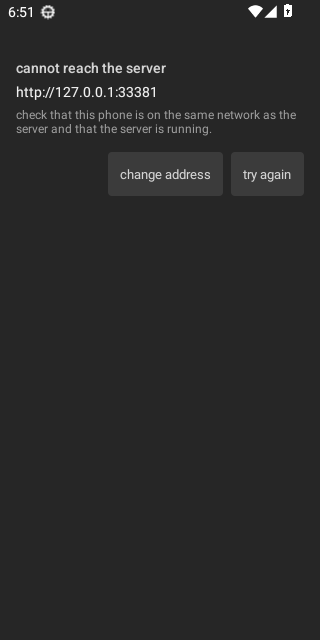 6:51
cannot reach the server
http://127.0.0.1:33381
check that this phone is on the same network as the
server and that the server is running.
change address
try again